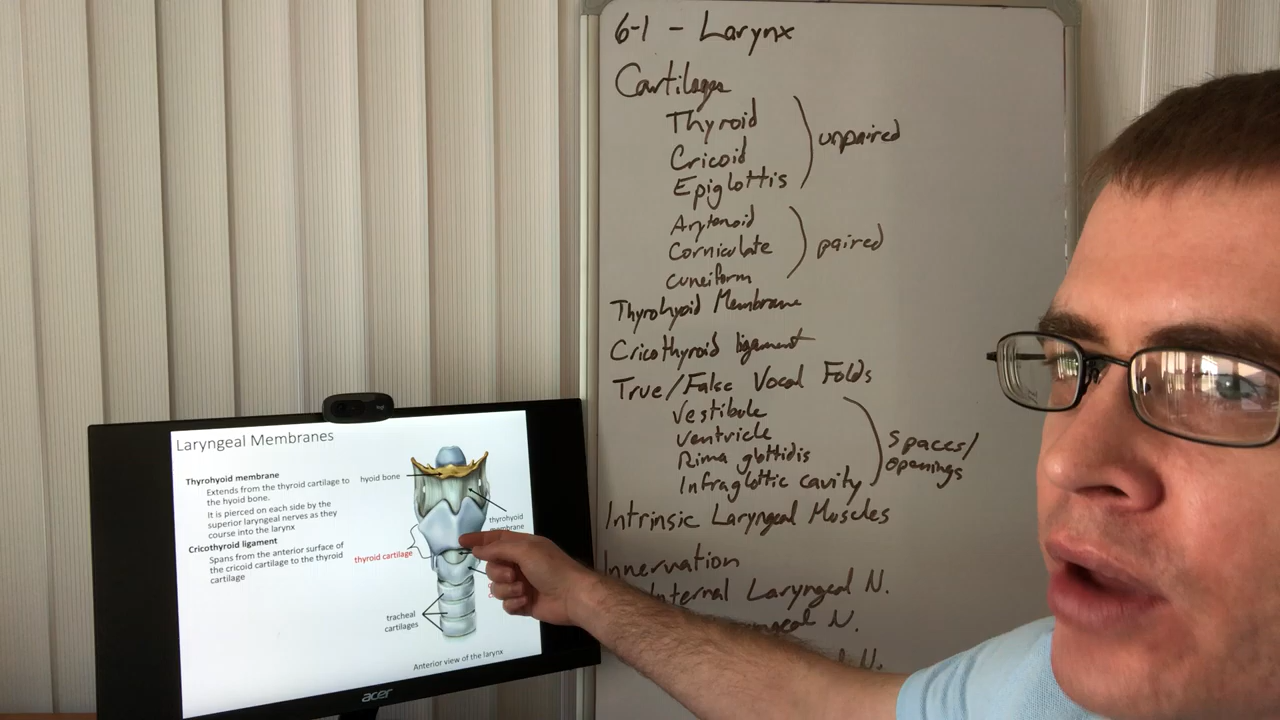 6-1 - Larynx
Cartilages
Thyroid
Cricoid
Epiglottis
unpaired
Arytenoid
Corniculate
cuneiform
paired
Thyrohyoid Membrane
Cricothyroid ligament
True/False Vocal Folds
Vestibule
Ventricle
Rima glottidis
Infraglottic cavity
spaces/
openings
Intrinsic Laryngeal Muscles
Innervation
Internal Laryngeal N.
N.
N.
Laryngeal Membranes
Thyrohyoid membrane
Extends from the thyroid cartilage to
the hyoid bone.
It is pierced on each side by the
superior laryngeal nerves as they
course into the larynx
Cricothyroid ligament
Spans from the anterior surface of
the cricoid cartilage to the thyroid
cartilage
hyoid bone
thyrohyoid
membrane
thyroid cartilage
tracheal
cartilages
Anterior view of the larynx
acer